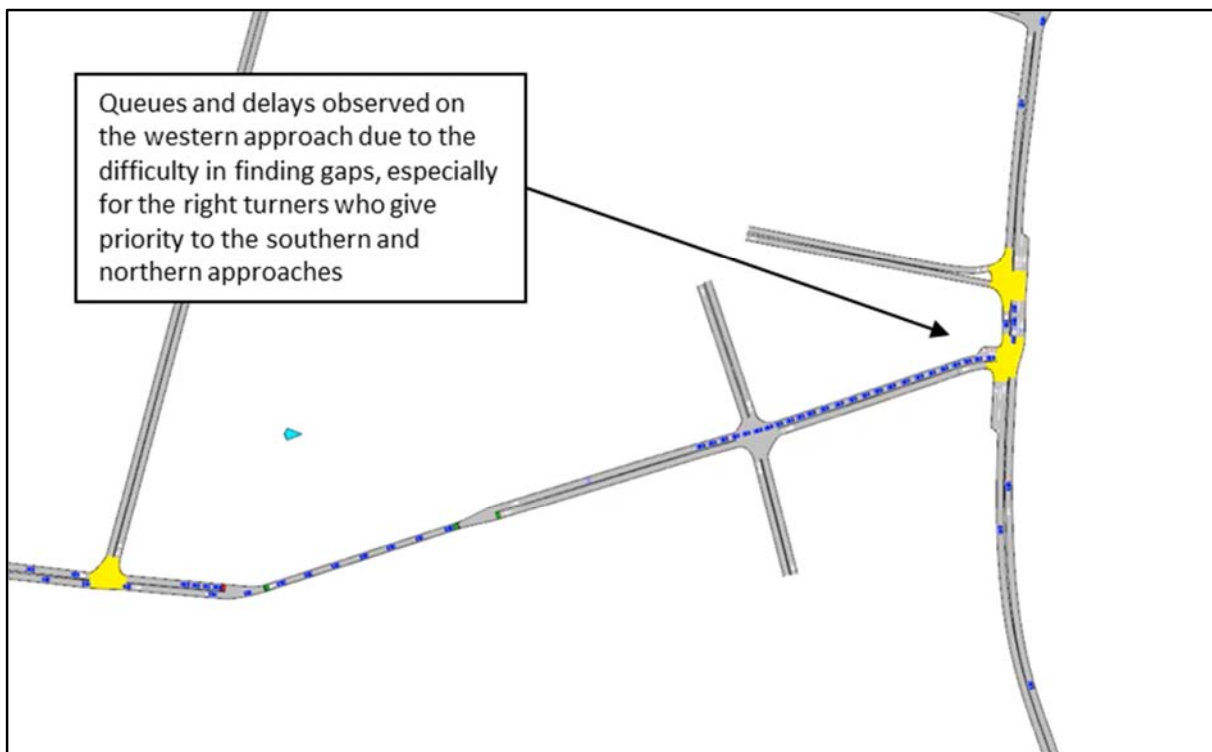 Queues and delays observed on
the western approach due to the
difficulty in finding gaps, especially
for the right turners who give
priority to the southern and
northern approaches